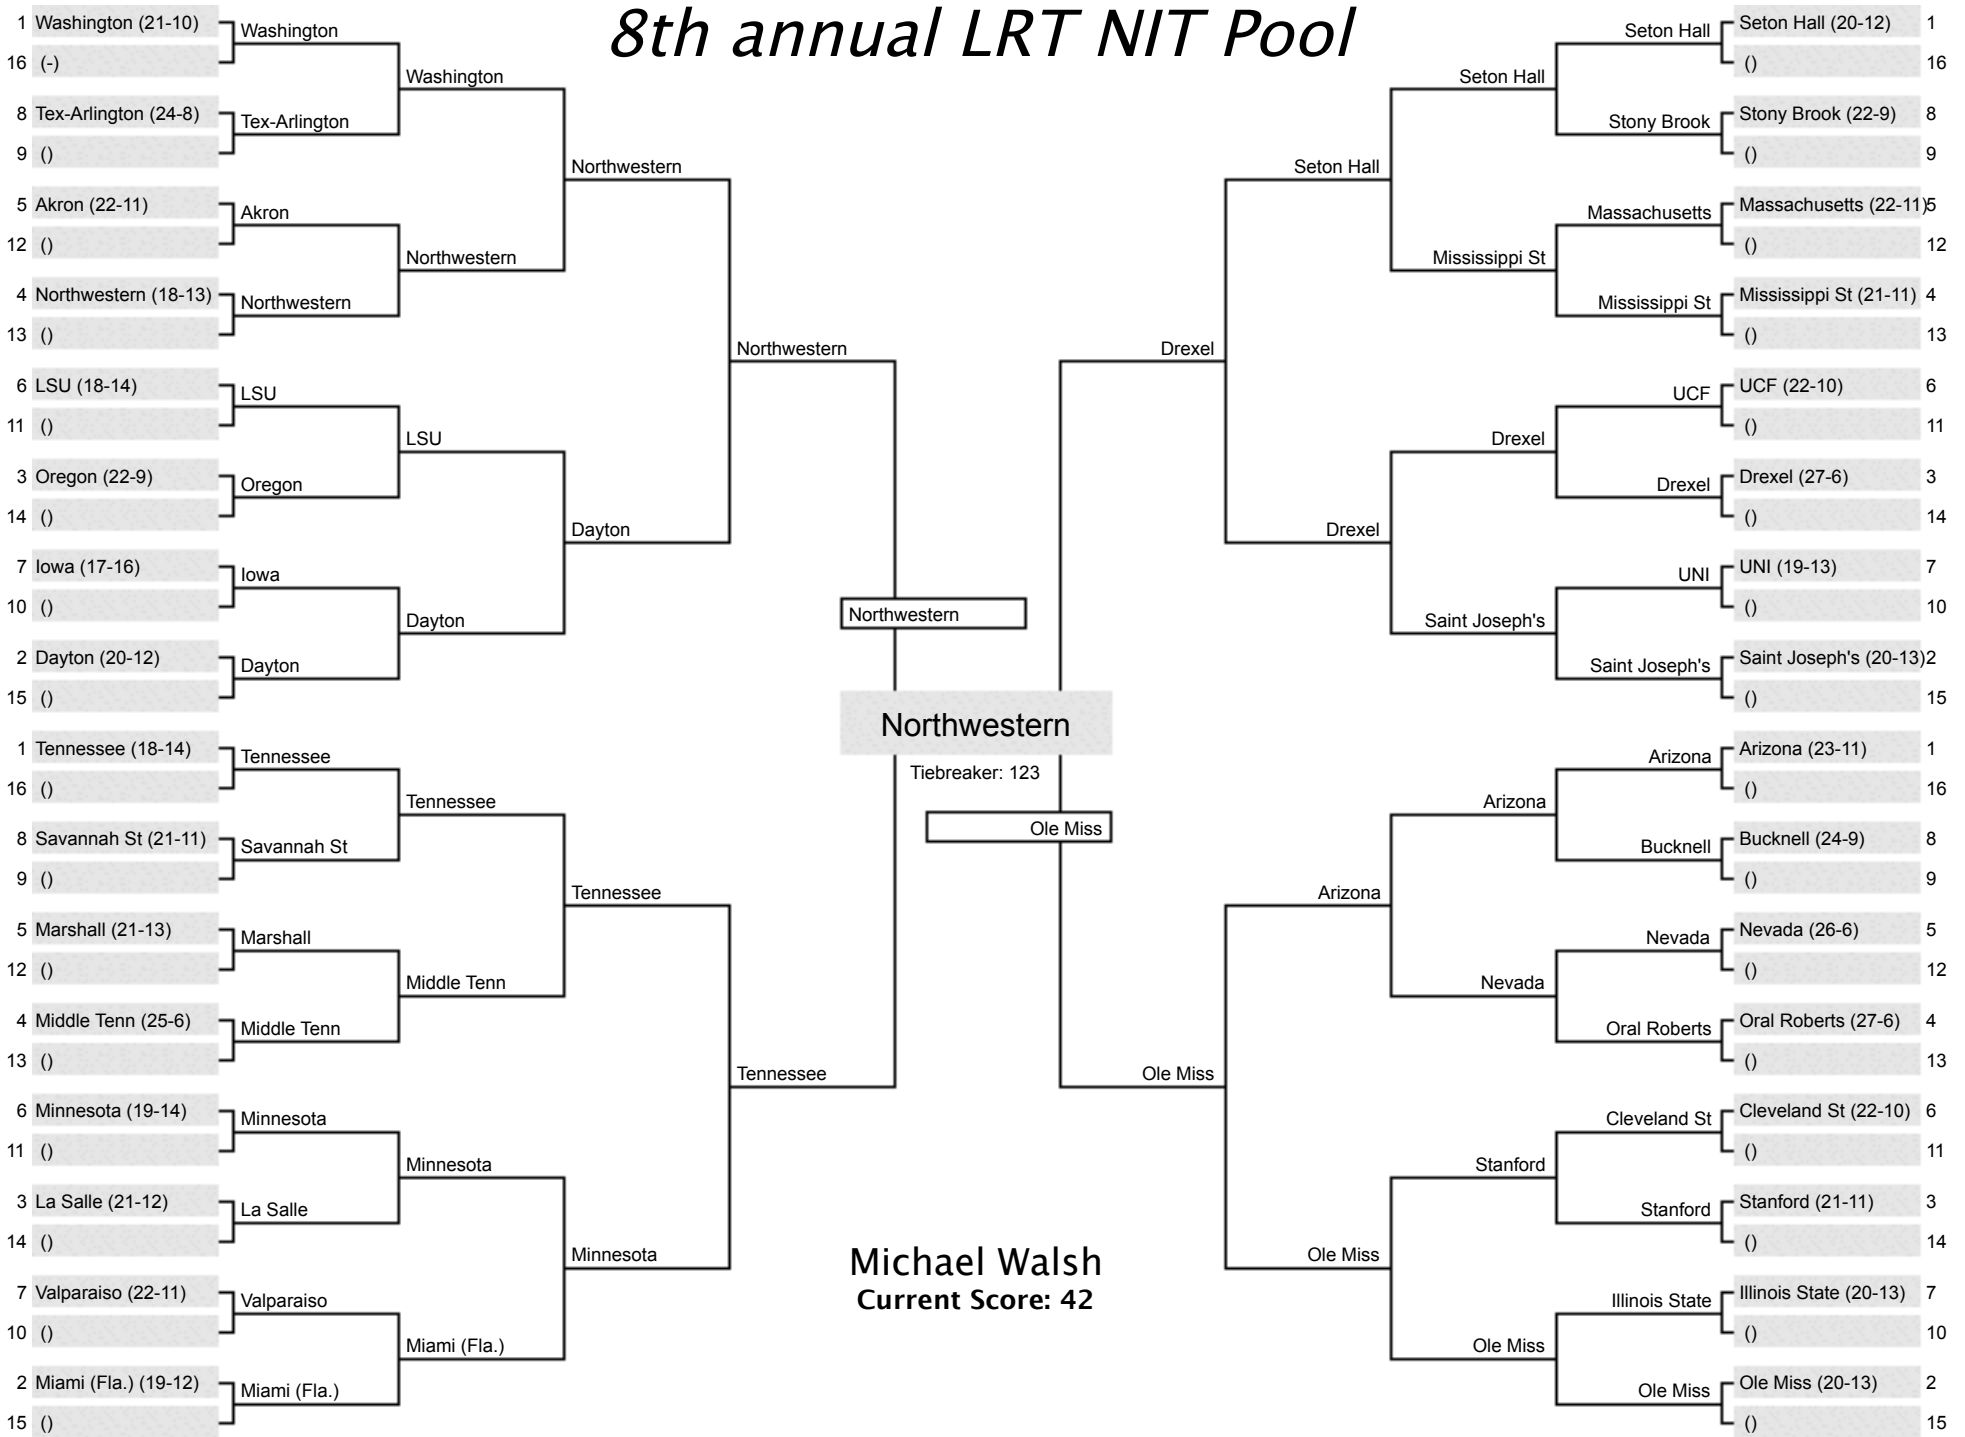 8th annual LRT NIT Pool
1 Washington (21-10)
16 (-)
8 Tex-Arlington (24-8)
9 ()
5 Akron (22-11)
12 ()
4 Northwestern (18-13)
13 ()
6 LSU (18-14)
11 ()
3 Oregon (22-9)
14 ()
7 Iowa (17-16)
10 ()
2 Dayton (20-12)
15 ()
1 Tennessee (18-14)
16 ()
8 Savannah St (21-11)
9 ()
5 Marshall (21-13)
12 ()
4 Middle Tenn (25-6)
13 ()
6 Minnesota (19-14)
11 ()
3 La Salle (21-12)
14 ()
7 Valparaiso (22-11)
10 ()
2 Miami (Fla.) (19-12)
15 ()
Washington
Tex-Arlington
Akron
Northwestern
LSU
Oregon
Iowa
Dayton
Tennessee
Savannah St
Marshall
Middle Tenn
Minnesota
La Salle
Valparaiso
Miami (Fla.)
Washington
Northwestern
LSU
Dayton
Tennessee
Middle Tenn
Minnesota
Miami (Fla.)
Northwestern
Dayton
Tennessee
Minnesota
Northwestern
Tennessee
Northwestern
Northwestern
Tiebreaker: 123
Ole Miss
Michael Walsh
Current Score: 42
Drexel
Ole Miss
Seton Hall
Drexel
Arizona
Ole Miss
Seton Hall
Mississippi St
Drexel
Saint Joseph's
Arizona
Nevada
Stanford
Ole Miss
Seton Hall
Stony Brook
Massachusetts
Mississippi St
UCF
Drexel
UNI
Saint Joseph's
Arizona
Bucknell
Nevada
Oral Roberts
Cleveland St
Stanford
Illinois State
Ole Miss
Seton Hall (20-12) 1
() 16
Stony Brook (22-9) 8
() 9
Massachusetts (22-11) 5
() 12
Mississippi St (21-11) 4
() 13
UCF (22-10) 6
() 11
Drexel (27-6) 3
() 14
UNI (19-13) 7
() 10
Saint Joseph's (20-13) 2
() 15
Arizona (23-11) 1
() 16
Bucknell (24-9) 8
() 9
Nevada (26-6) 5
() 12
Oral Roberts (27-6) 4
() 13
Cleveland St (22-10) 6
() 11
Stanford (21-11) 3
() 14
Illinois State (20-13) 7
() 10
Ole Miss (20-13) 2
() 15